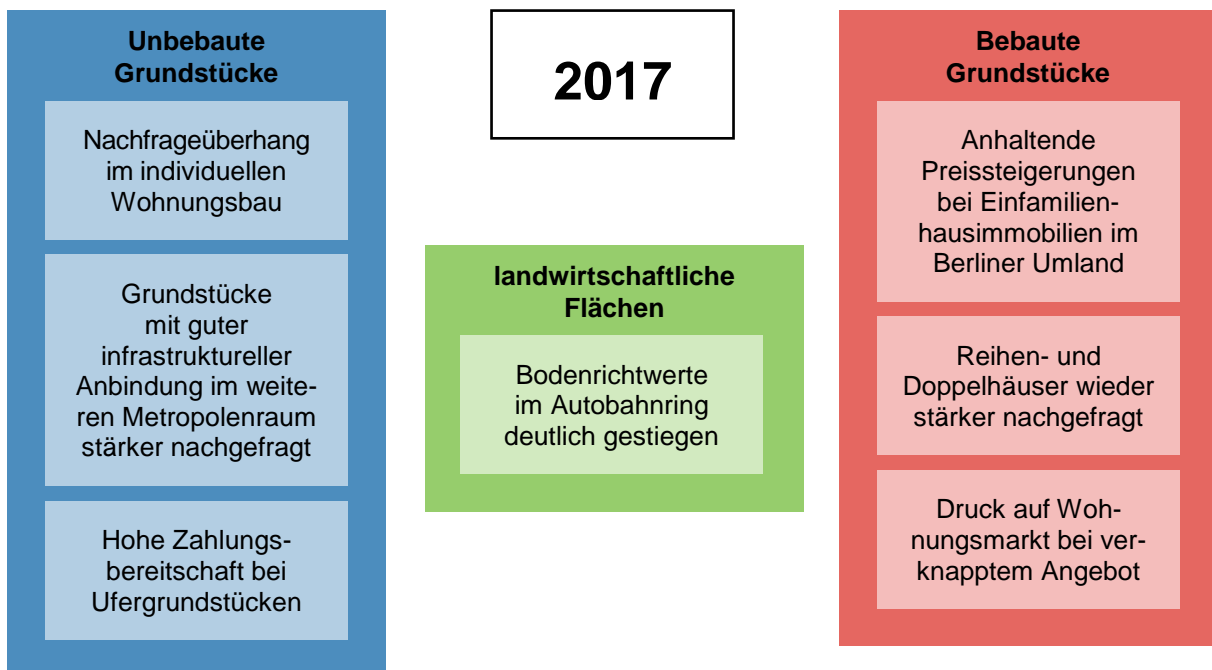 Unbebaute
Grundstücke
Nachfrageüberhang
im individuellen
Wohnungsbau
Grundstücke
mit guter
infrastruktureller
Anbindung im weite-
ren Metropolenraum
stärker nachgefragt
Hohe Zahlungs-
bereitschaft bei
Ufergrundstücken
2017
landwirtschaftliche
Flächen
Bodenrichtwerte
im Autobahnring
deutlich gestiegen
Bebaute
Grundstücke
Anhaltende
Preissteigerungen
bei Einfamilien-
hausimmobilien im
Berliner Umland
Reihen- und
Doppelhäuser wieder
stärker nachgefragt
Druck auf Woh-
nungsmarkt bei ver-
knapptem Angebot